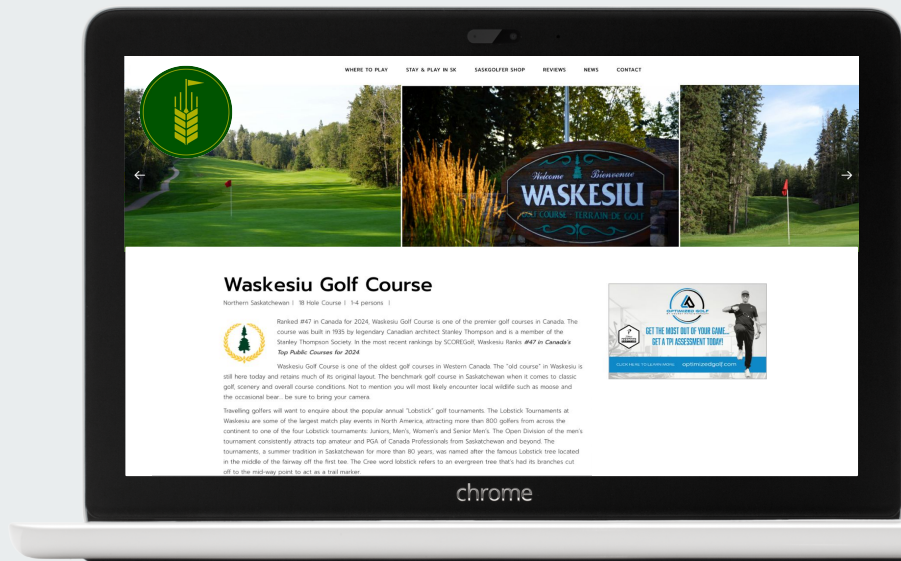 WHERE TO PLAY STAY & PLAY IN SK SASKGOLFER SHOP REVIEWS NEWS CONTACT
Welcome Bienvenue
WASKESIU
GOLF COURSE - TERRAIN DE GOLF
Waskesiu Golf Course
Northern Saskatchewan | 18 Hole Course | 1-4 persons |
Ranked #47 in Canada for 2024, Waskesiu Golf Course is one of the premier golf courses in Canada. The
course was built in 1935 by legendary Canadian architect Stanley Thompson and is a member of the
Stanley Thompson Society. In the most recent rankings by SCOREGolf, Waskesiu Ranks #47 in Canada's
Top Public Courses for 2024
Waskesiu Golf Course is one of the oldest golf courses in Western Canada. The "old course" in Waskesiu is
still here today and retains much of its original layout. The benchmark golf course in Saskatchewan when it comes to classic
golf, scenery and overall course conditions. Not to mention you will most likely encounter local wildlife such as moose and
the occasional bear... be sure to bring your camera.
Travelling golfers will want to enquire about the popular annual "Lobstick" golf tournaments. The Lobstick Tournaments at
Waskesiu are some of the largest match play events in North America, attracting more than 800 golfers from across the
continent to one of the four Lobstick tournaments: Juniors, Men's, Women's and Senior Men's. The Open Division of the men's
tournament consistently attracts top amateur and PGA of Canada Professionals from Saskatchewan and beyond. The
tournaments, a summer tradition in Saskatchewan for more than 80 years, was named after the famous Lobstick tree located
in the middle of the fairway off the first tee. The Cree word lobstick refers to an evergreen tree that's had its branches cut
off to the mid-way point to act as a trail marker.
OPTIMIZED GOLF
GET THE MOST OUT OF YOUR GAME...
GET A TPI ASSESSMENT TODAY!
CLICK HERE TO LEARN MORE optimizedgolf.com
chrome